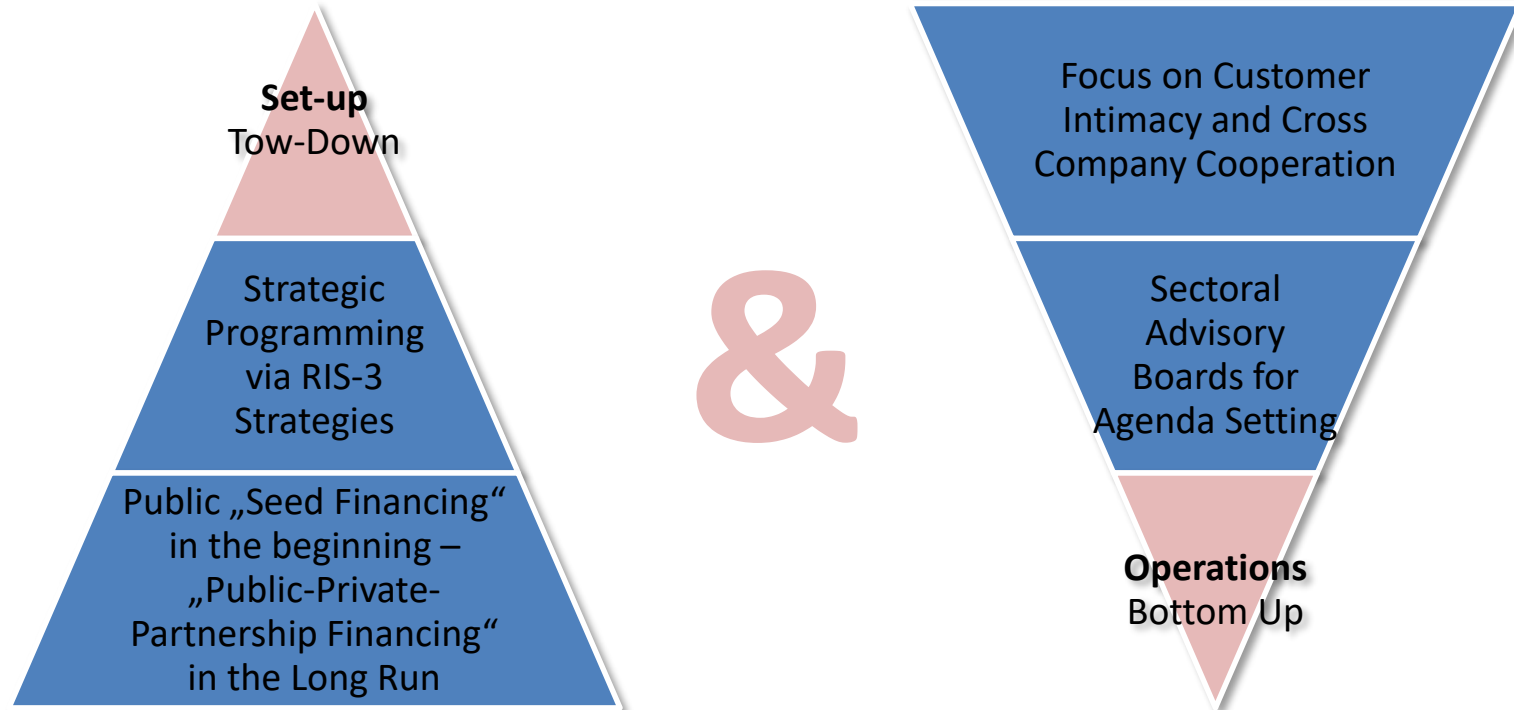 Set-up
Tow-Down
Strategic
Programming
via RIS-3
Strategies
Public „Seed Financing“
in the beginning –
„Public-Private-
Partnership Financing“
in the Long Run
&
Focus on Customer
Intimacy and Cross
Company Cooperation
Sectoral
Advisory
Boards for
Agenda Setting
Operations
Bottom Up